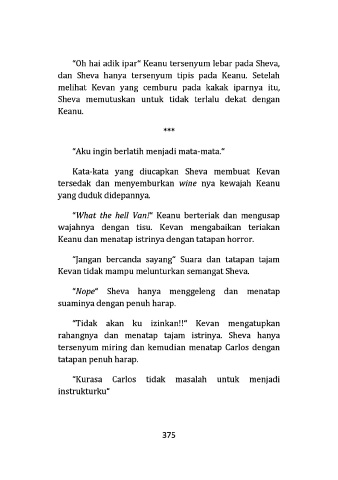 "Oh hai adik ipar" Keanu tersenyum lebar pada Sheva,
dan Sheva hanya tersenyum tipis pada Keanu. Setelah
melihat Kevan yang cemburu pada kakak iparnya itu,
Sheva memutuskan untuk tidak terlalu dekat dengan
Keanu.
***
"Aku ingin berlatih menjadi mata-mata."
Kata-kata yang diucapkan Sheva membuat Kevan
tersedak dan menyemburkan wine nya kewajah Keanu
yang duduk didepannya.
"What the hell Van!" Keanu berteriak dan mengusap
wajahnya dengan tisu. Kevan mengabaikan teriakan
Keanu dan menatap istrinya dengan tatapan horror.
"Jangan bercanda sayang" Suara dan tatapan tajam
Kevan tidak mampu melunturkan semangat Sheva.
"Nope" Sheva hanya menggeleng dan menatap
suaminya dengan penuh harap.
"Tidak akan ku izinkan!!" Kevan mengatupkan
rahangnya dan menatap tajam istrinya. Sheva hanya
tersenyum miring dan kemudian menatap Carlos dengan
tatapan penuh harap.
"Kurasa Carlos tidak masalah untuk menjadi
instrukturku"
375